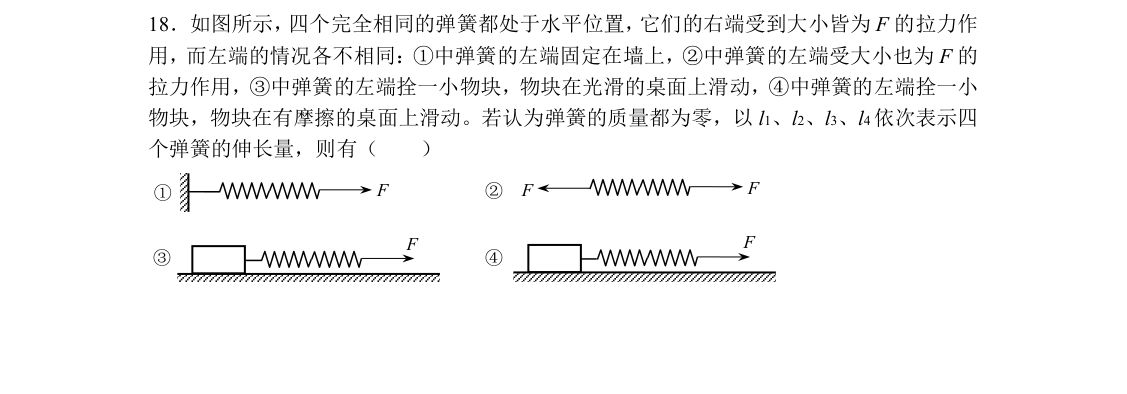 18．如图所示，四个完全相同的弹簧都处于水平位置，它们的右端受到大小皆为 F 的拉力作
用，而左端的情况各不相同：①中弹簧的左端固定在墙上，②中弹簧的左端受大小也为 F 的
拉力作用，③中弹簧的左端拴一小物块，物块在光滑的桌面上滑动，④中弹簧的左端拴一小
物块，物块在有摩擦的桌面上滑动。若认为弹簧的质量都为零，以 l1、l2、l3、l4 依次表示四
个弹簧的伸长量，则有（　　）
① F ② F F
③ F ④ F